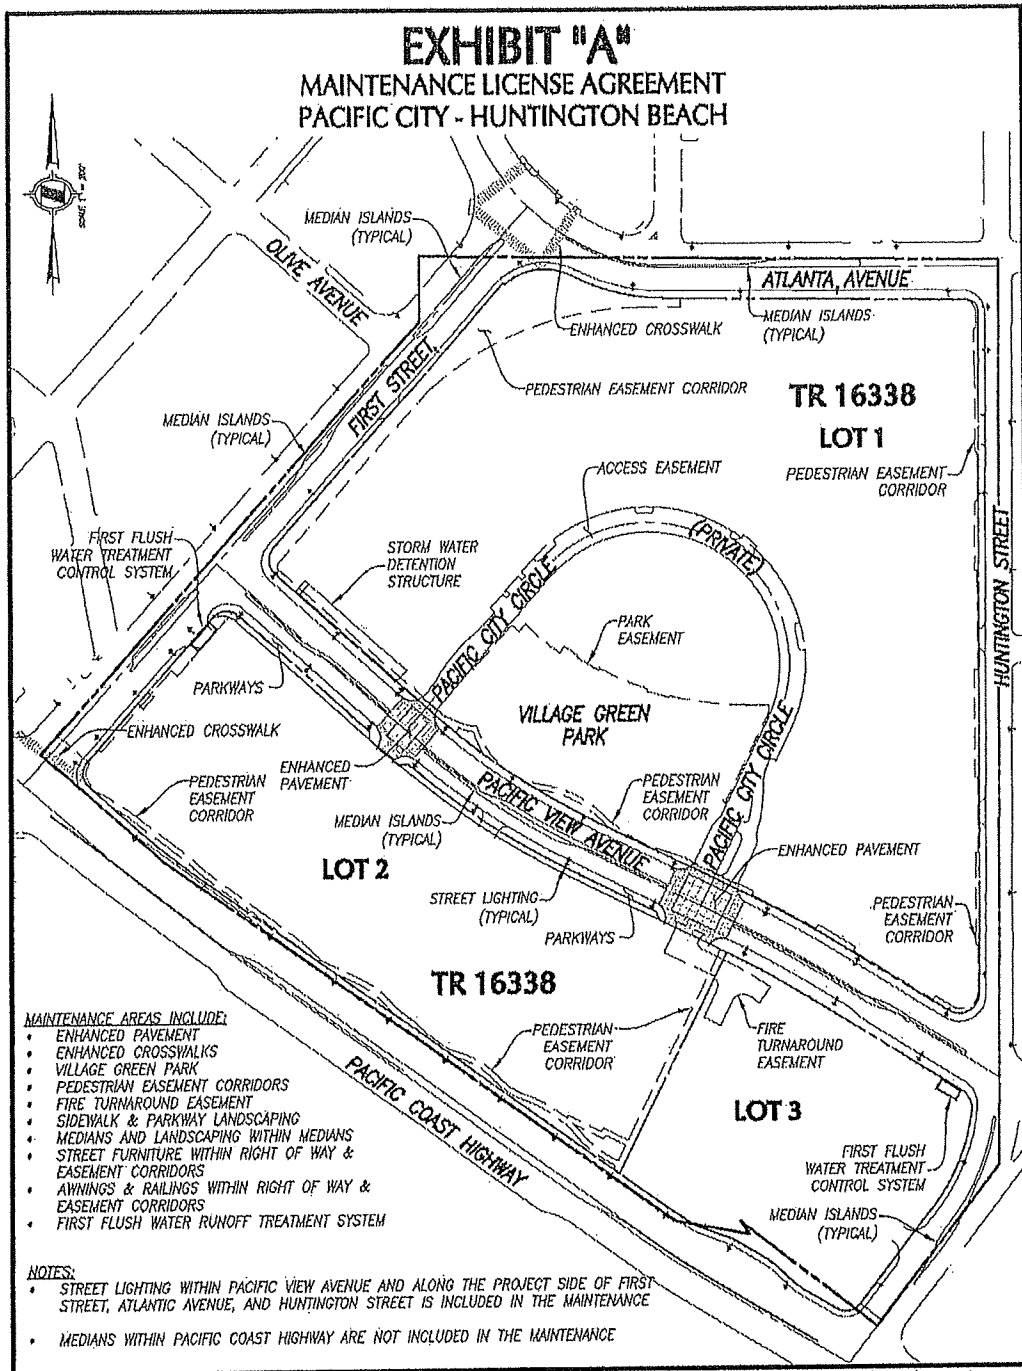 EXHIBIT "A"
MAINTENANCE LICENSE AGREEMENT
PACIFIC CITY - HUNTINGTON BEACH
SCALE 1"= 200'
MEDIAN ISLANDS
(TYPICAL)
OLIVE AVENUE
ATLANTA AVENUE
ENHANCED CROSSWALK
MEDIAN ISLANDS
(TYPICAL)
FIRST STREET
PEDESTRIAN EASEMENT CORRIDOR
TR 16338
LOT 1
MEDIAN ISLANDS
(TYPICAL)
ACCESS EASEMENT
PEDESTRIAN EASEMENT
CORRIDOR
FIRST FLUSH
WATER TREATMENT
CONTROL SYSTEM
STORM WATER
DETENTION
STRUCTURE
(PRIVATE)
PACIFIC CITY CIRCLE
HUNTINGTON STREET
PARK
EASEMENT
PARKWAYS
VILLAGE GREEN
PARK
ENHANCED CROSSWALK
PACIFIC CITY CIRCLE
PEDESTRIAN
EASEMENT
CORRIDOR
ENHANCED
PAVEMENT
PACIFIC VIEW AVENUE
PEDESTRIAN
EASEMENT
CORRIDOR
MEDIAN ISLANDS
(TYPICAL)
ENHANCED PAVEMENT
LOT 2
STREET LIGHTING
(TYPICAL)
PARKWAYS
PEDESTRIAN
EASEMENT
CORRIDOR
TR 16338
PEDESTRIAN
EASEMENT
CORRIDOR
FIRE
TURNAROUND
EASEMENT
PACIFIC COAST HIGHWAY
LOT 3
FIRST FLUSH
WATER TREATMENT
CONTROL SYSTEM
MEDIAN ISLANDS
(TYPICAL)
MAINTENANCE AREAS INCLUDE:
• ENHANCED PAVEMENT
• ENHANCED CROSSWALKS
• VILLAGE GREEN PARK
• PEDESTRIAN EASEMENT CORRIDORS
• FIRE TURNAROUND EASEMENT
• SIDEWALK & PARKWAY LANDSCAPING
• MEDIANS AND LANDSCAPING WITHIN MEDIANS
• STREET FURNITURE WITHIN RIGHT OF WAY &
EASEMENT CORRIDORS
• AWNINGS & RAILINGS WITHIN RIGHT OF WAY &
EASEMENT CORRIDORS
• FIRST FLUSH WATER RUNOFF TREATMENT SYSTEM
NOTES:
• STREET LIGHTING WITHIN PACIFIC VIEW AVENUE AND ALONG THE PROJECT SIDE OF FIRST
STREET, ATLANTIC AVENUE, AND HUNTINGTON STREET IS INCLUDED IN THE MAINTENANCE
• MEDIANS WITHIN PACIFIC COAST HIGHWAY ARE NOT INCLUDED IN THE MAINTENANCE